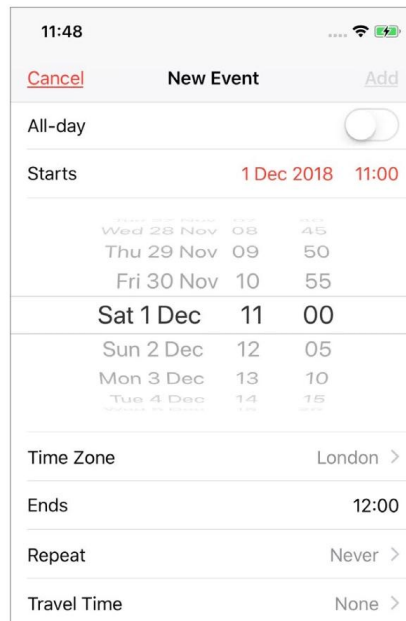 11:48
Cancel New Event Add
All-day
Starts 1 Dec 2018 11:00
Wed 28 Nov 08 45
Thu 29 Nov 09 50
Fri 30 Nov 10 55
Sat 1 Dec 11 00
Sun 2 Dec 12 05
Mon 3 Dec 13 10
Tue 4 Dec 14 15
Time Zone London >
Ends 12:00
Repeat Never >
Travel Time None >